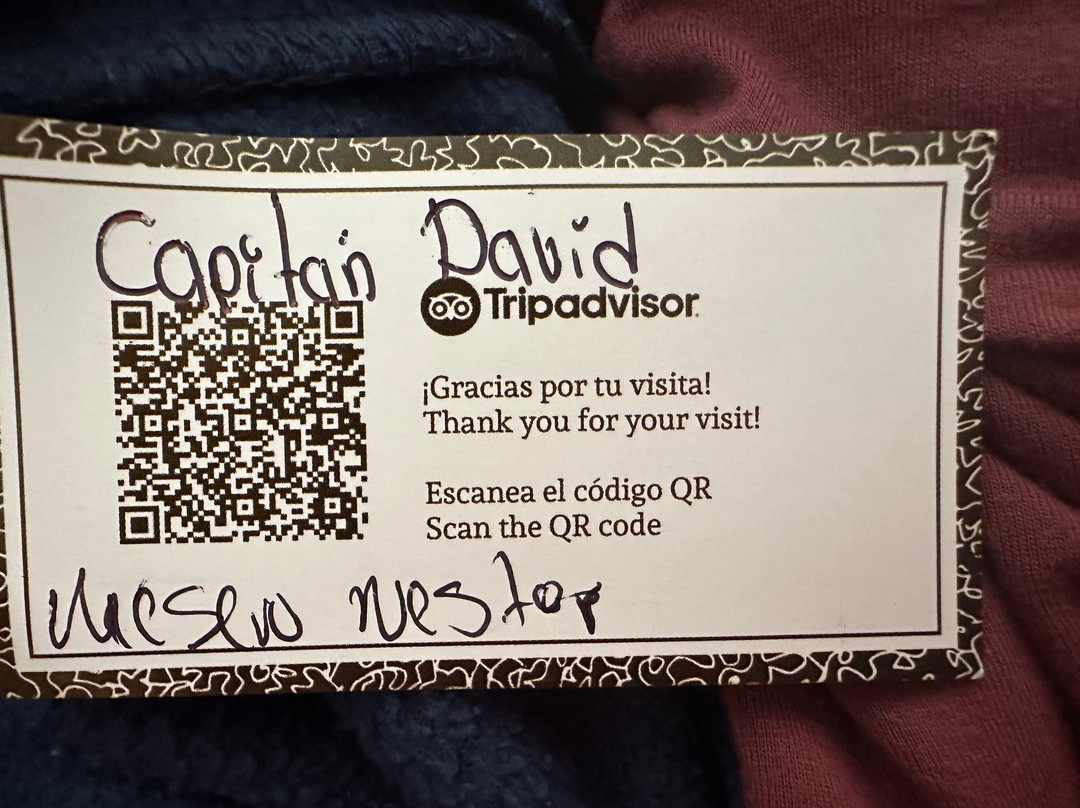 Capitan David
Tripadvisor
¡Gracias por tu visita!
Thank you for your visit!
Escanea el código QR
Scan the QR code
Mesero Nestor